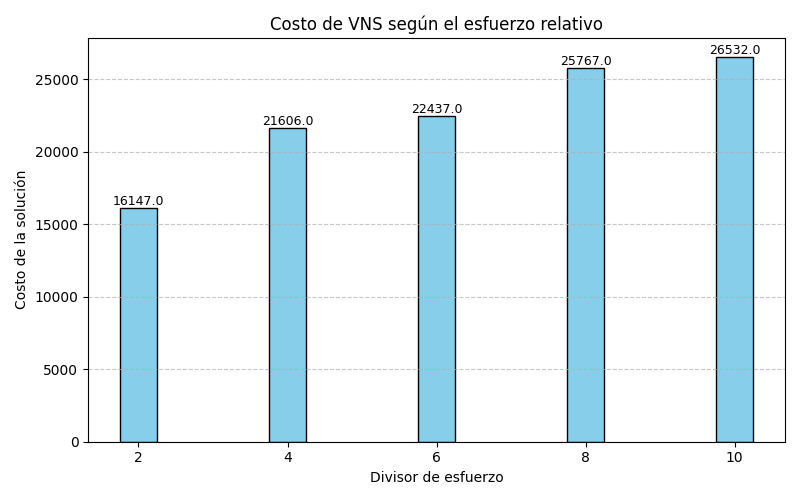 Costo de VNS según el esfuerzo relativo
Costo de la solución
25000
20000
15000
10000
5000
0
16147.0
21606.0
22437.0
25767.0
26532.0
2 4 6 8 10
Divisor de esfuerzo